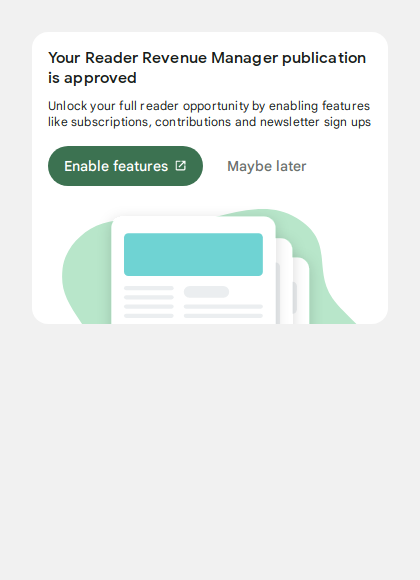 Your Reader Revenue Manager publication
is approved
Unlock your full reader opportunity by enabling features
like subscriptions, contributions and newsletter sign ups
Enable features
Maybe later